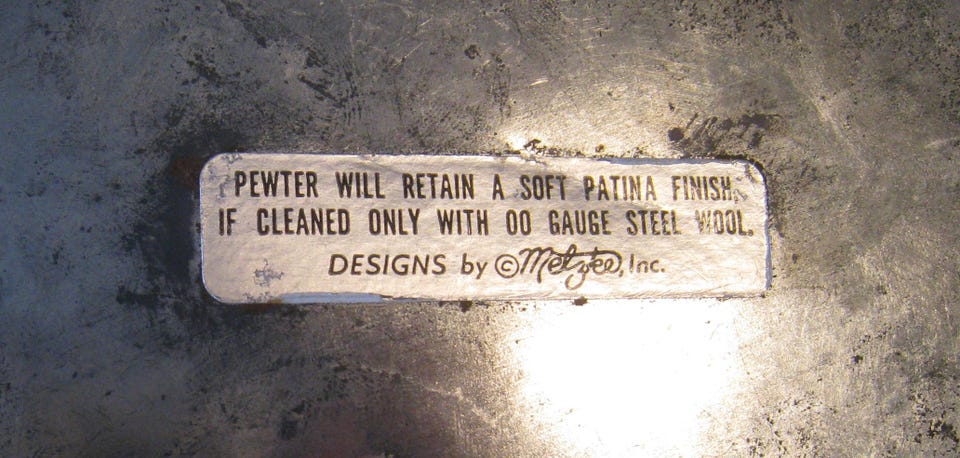 PEWTER WILL RETAIN A SOFT PATINA FINISH,
IF CLEANED ONLY WITH 00 GAUGE STEEL WOOL.
DESIGNS by © Metzke, Inc.